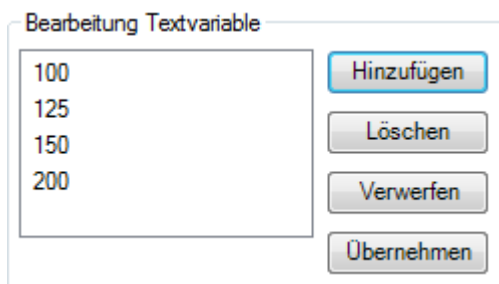 Bearbeitung Textvariable
100
125
150
200
Hinzufügen
Löschen
Verwerfen
Übernehmen